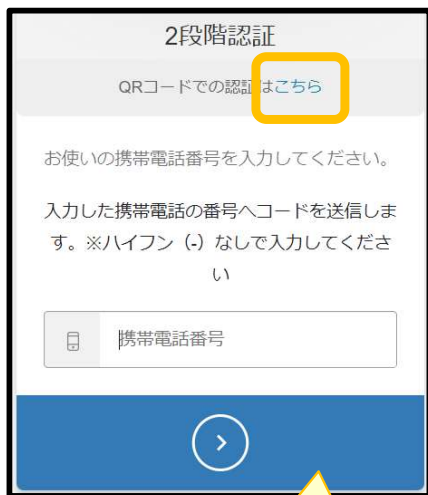 2段階認証
QRコードでの認証はこちら
お使いの携帯電話番号を入力してください。
入力した携帯電話の番号へコードを送信しま
す。※ハイフン（-）なしで入力してくださ
い
携帯電話番号